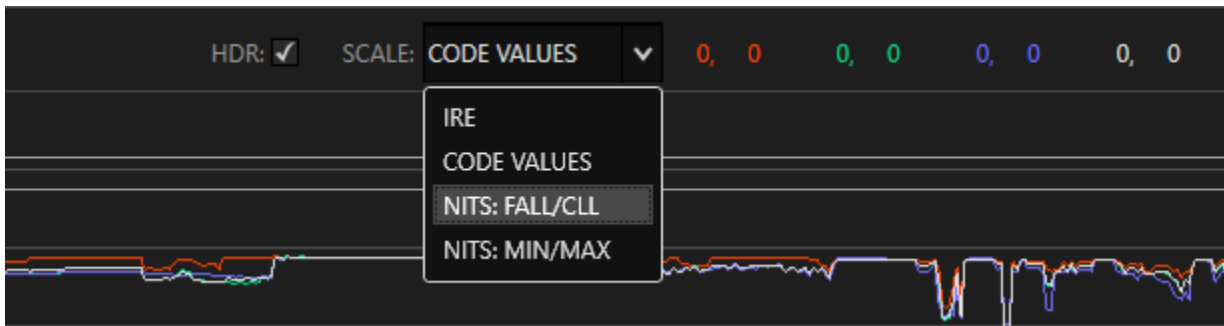 HDR: SCALE: CODE VALUES 0, 0 0, 0 0, 0 0, 0
IRE
CODE VALUES
NITS: FALL/CLL
NITS: MIN/MAX